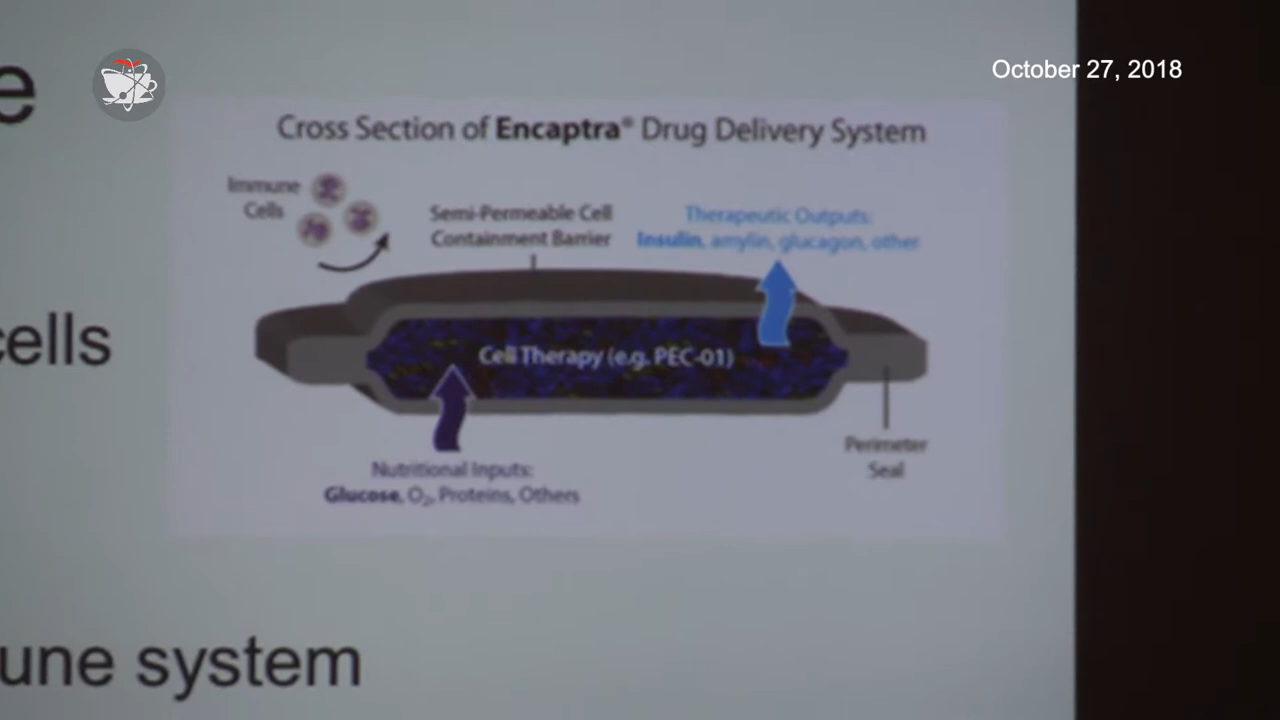 October 27, 2018
e
Cross Section of Encaptra® Drug Delivery System
Immune
Cells
Semi-Permeable Cell
Containment Barrier
Therapeutic Outputs:
Insulin, amylin, glucagon, other
cells
Cell Therapy (e.g. PEC-01)
Perimeter
Seal
Nutritional Inputs:
Glucose, O₂, Proteins, Others
une system